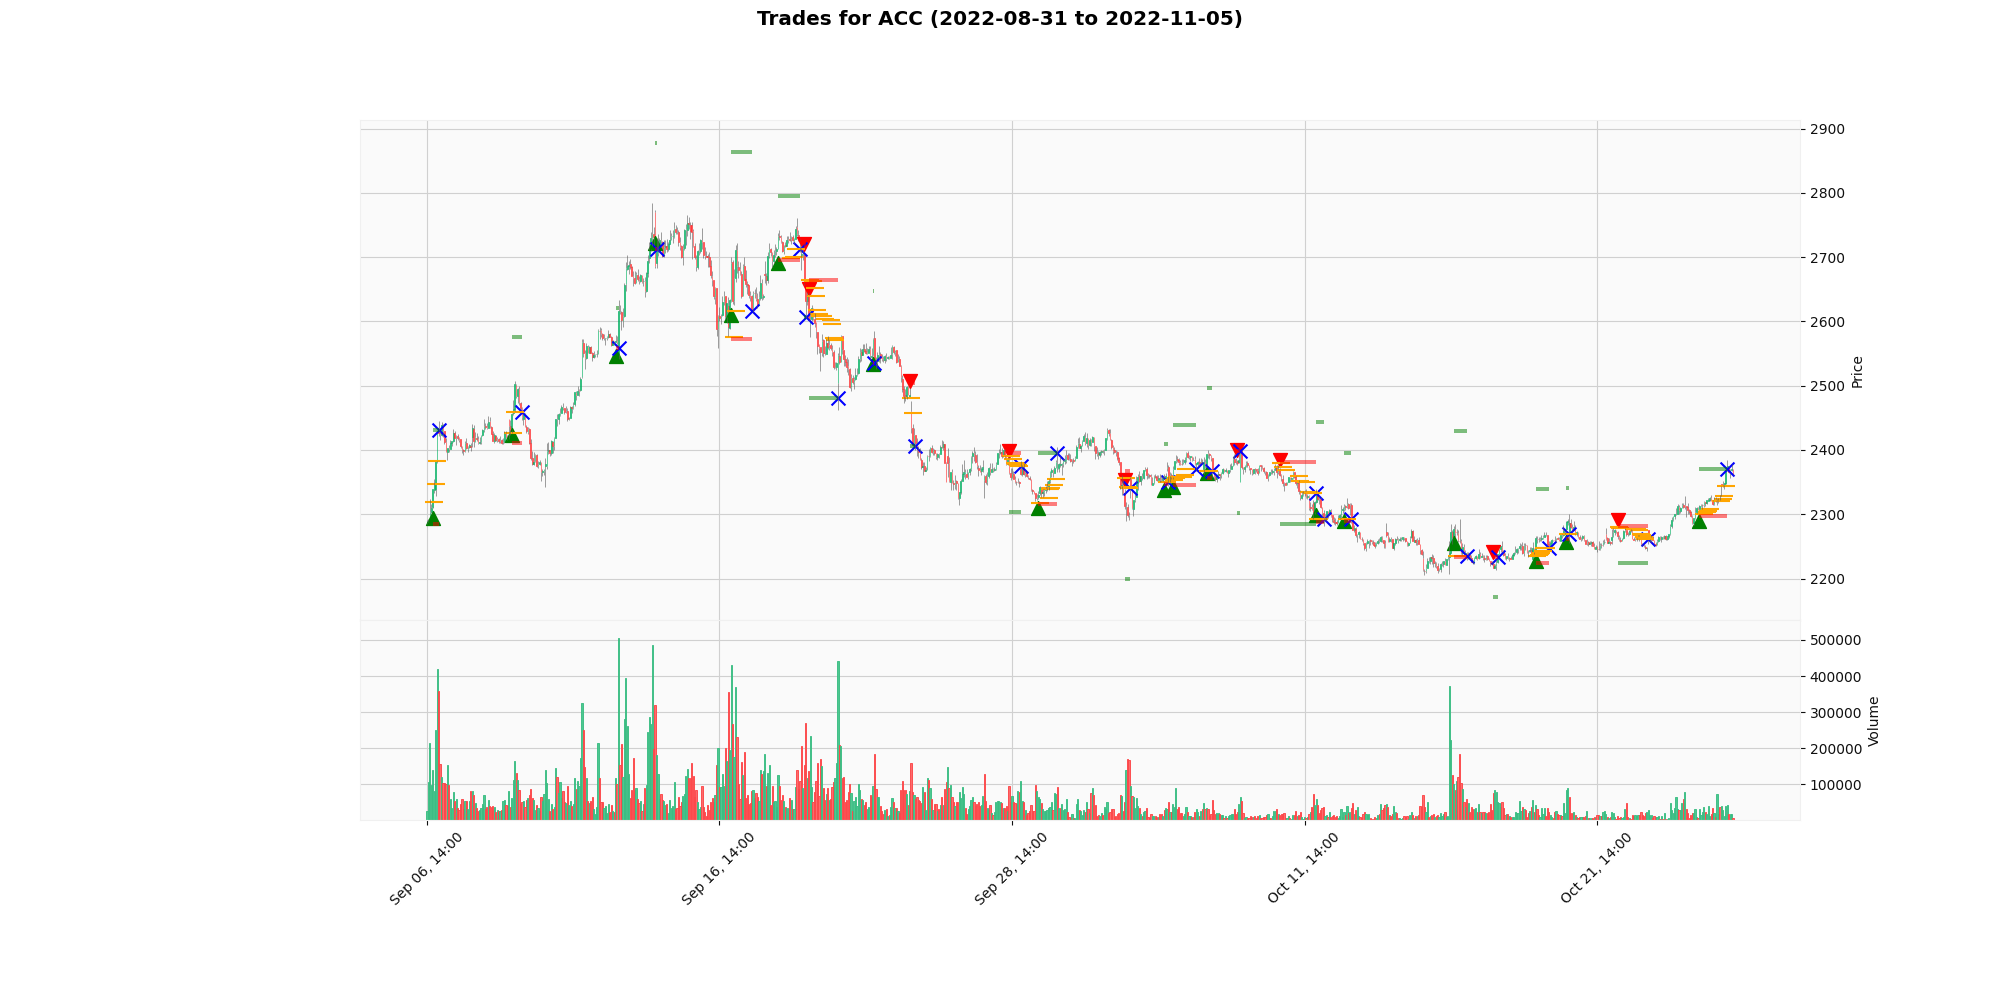 Trades for ACC (2022-08-31 to 2022-11-05)
2900
2800
2700
2600
2500
2400
2300
2200
Price
500000
400000
300000
200000
100000
Volume
Sep 06, 14:00
Sep 16, 14:00
Sep 28, 14:00
Oct 11, 14:00
Oct 21, 14:00